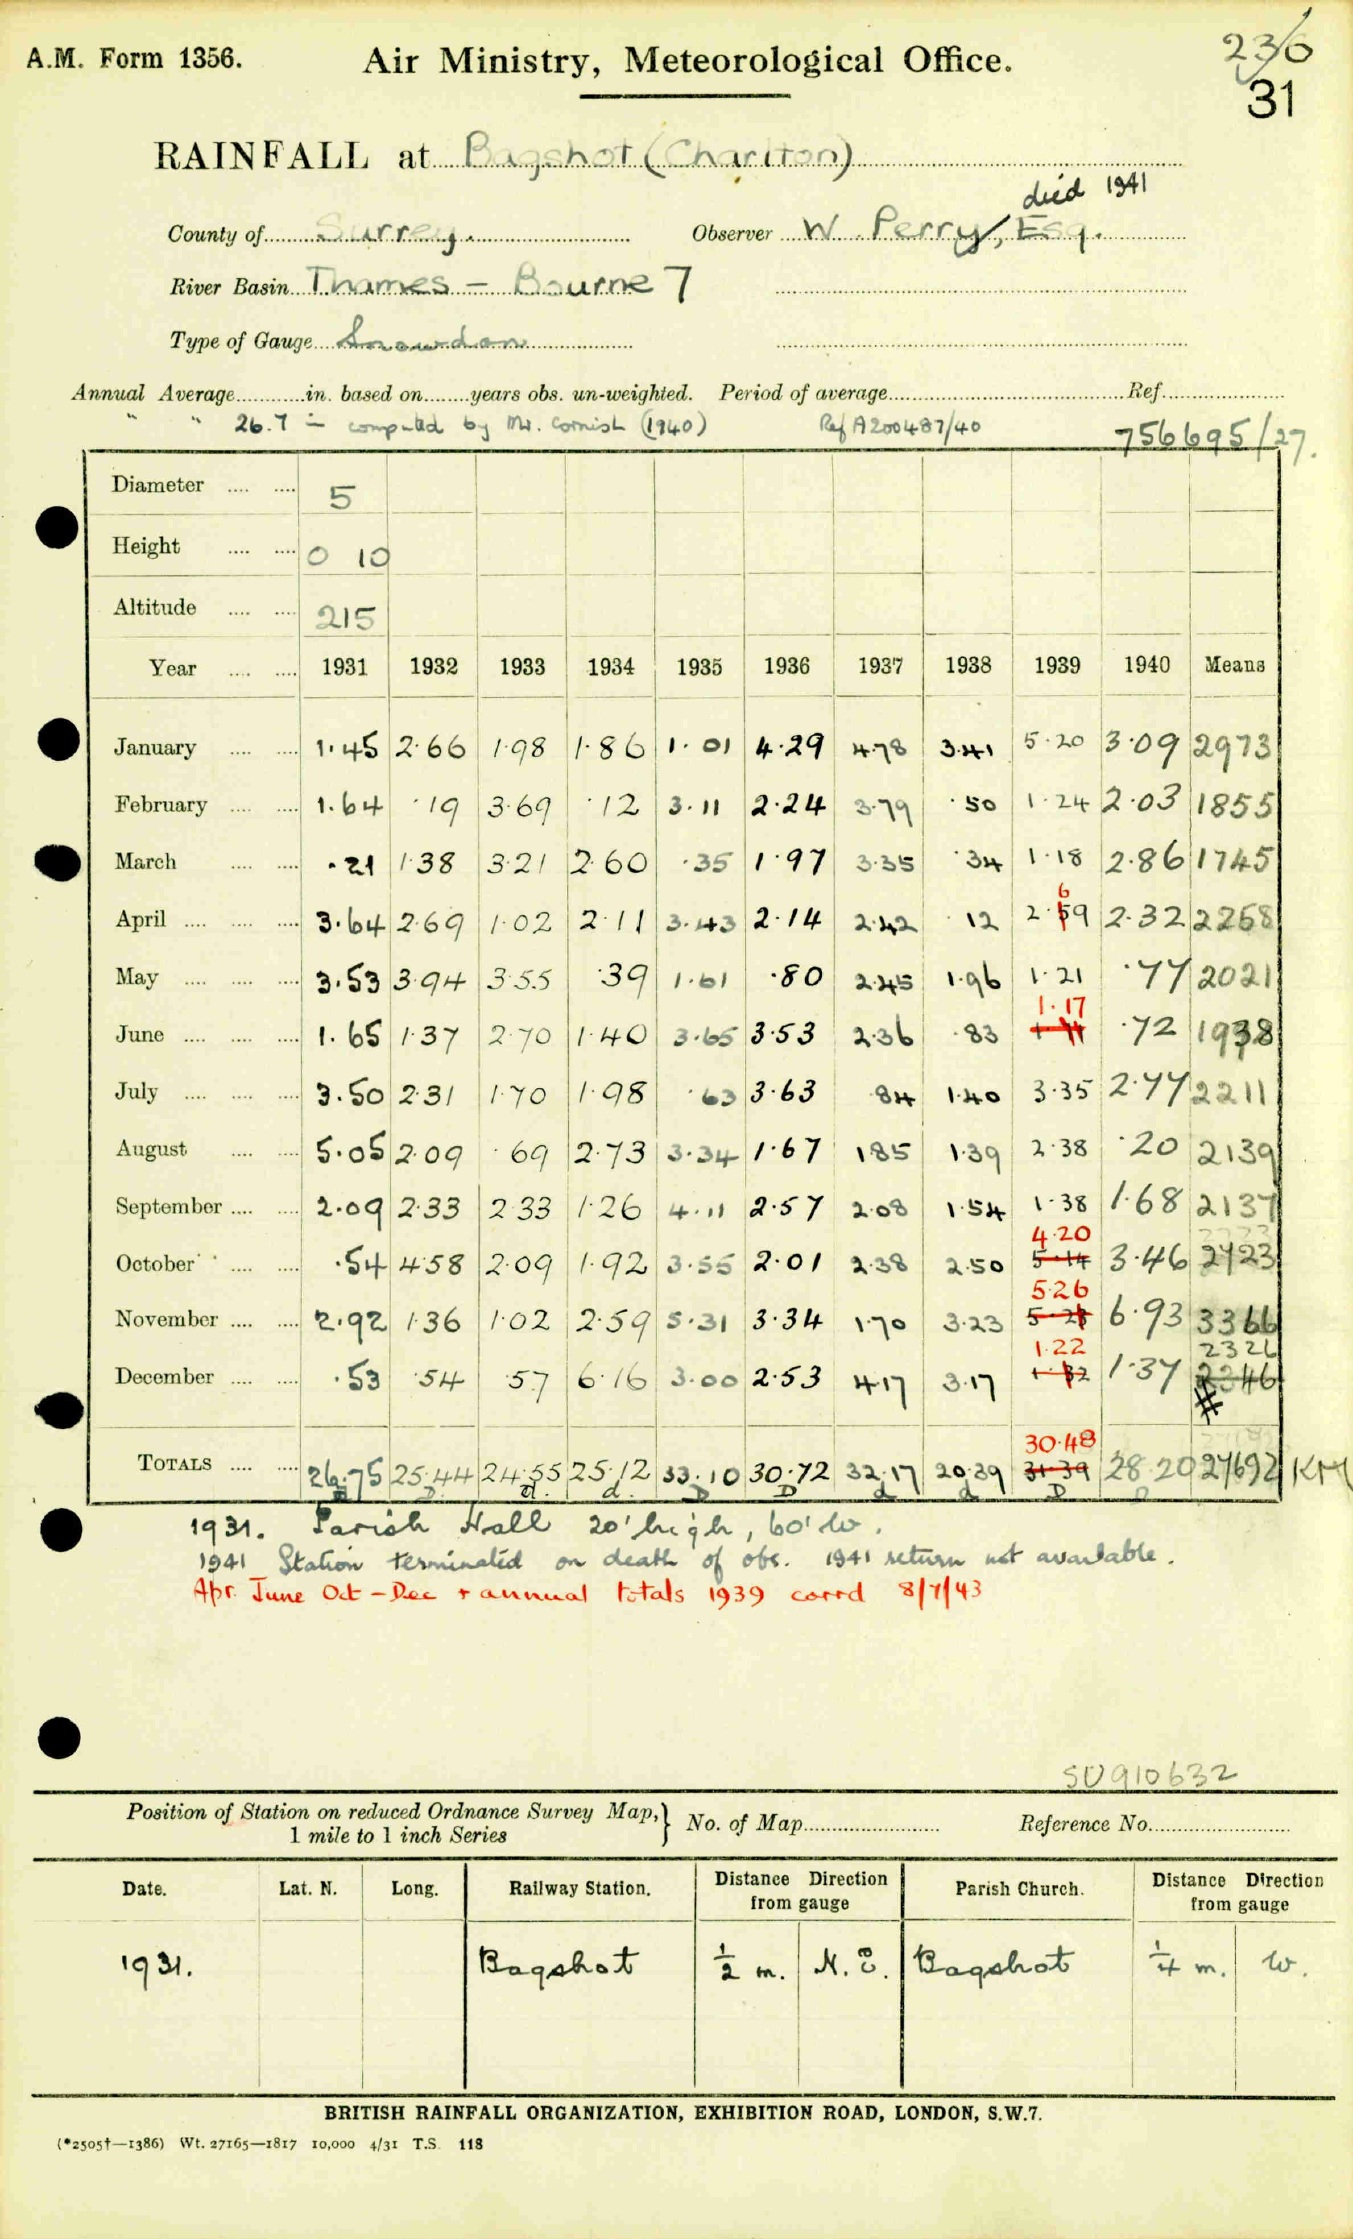 A.M. Form 1356. Air Ministry, Meteorological Office. 236
31
RAINFALL at Bagshot (Charlton)
died 1941
County of Surrey. Observer W. Perry, Esq.
River Basin Thames - Bourne 7
Type of Gauge Snowdon
Annual Average in. based on years obs. un-weighted. Period of average Ref.
" " 26.7 in computed by Mr. Cornish (1940) Ref A200487/40 756695/27.
Diameter 5
Height 0 10
Altitude 215
Year 1931 1932 1933 1934 1935 1936 1937 1938 1939 1940 Means
January 1.45 2.66 1.98 1.86 1.01 4.29 4.78 3.41 5.20 3.09 2973
February 1.64 .19 3.69 .12 3.11 2.24 3.79 .50 1.24 2.03 1855
March .21 1.38 3.21 2.60 .35 1.97 3.35 .34 1.18 2.86 1745
6
April 3.64 2.69 1.02 2.11 3.43 2.14 2.42 .12 2.59 2.32 2268
May 3.53 3.94 3.55 .39 1.61 .80 2.45 1.96 1.21 .77 2021
1.17
June 1.65 1.37 2.70 1.40 3.65 3.53 2.36 .83 .72 1938
July 3.50 2.31 1.70 1.98 .63 3.63 .84 1.40 3.35 2.77 2211
August 5.05 2.09 .69 2.73 3.34 1.67 1.85 1.39 2.38 .20 2139
September 2.09 2.33 2.33 1.26 4.11 2.57 2.08 1.54 1.38 1.68 2137
4.20
October .54 4.58 2.09 1.92 3.55 2.01 2.38 2.50 5.14 3.46 2723
5.26
November 2.92 1.36 1.02 2.59 5.31 3.34 1.70 3.23 6.93 3366
1.22 2326
December .53 .54 .57 6.16 3.00 2.53 4.17 3.17 1.37 2346
#
30.48
TOTALS 26.75 25.44 24.55 25.12 33.10 30.72 32.17 20.39 31.39 28.20 27692 KM
D D d. d. D D d d D D
1931. Parish Hall 20' high, 60' W.
1941 Station terminated on death of obs. 1941 return not available.
Apr. June Oct - Dec + annual totals 1939 corrd 8/7/43
SU910632
Position of Station on reduced Ordnance Survey Map, } No. of Map Reference No.
1 mile to 1 inch Series
Date. Lat. N. Long. Railway Station. Distance Direction from gauge Parish Church. Distance Direction from gauge
1931. Bagshot 1/2 m. N.E. Bagshot 1/4 m. W.
BRITISH RAINFALL ORGANIZATION, EXHIBITION ROAD, LONDON, S.W.7.
(*2505†—1386) Wt. 27165—1817 10,000 4/31 T.S. 118